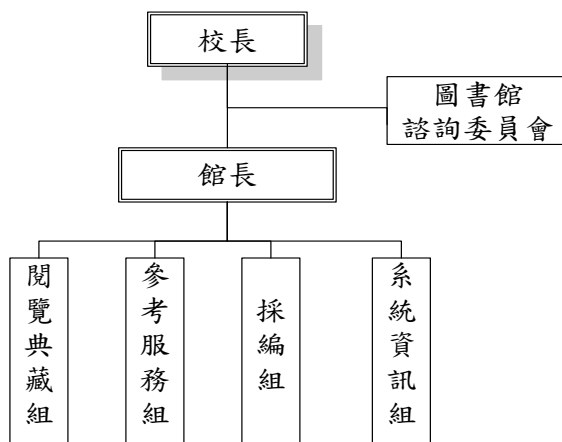 校長
圖書館
諮詢委員會
館長
閱覽典藏組
參考服務組
採編組
系統資訊組